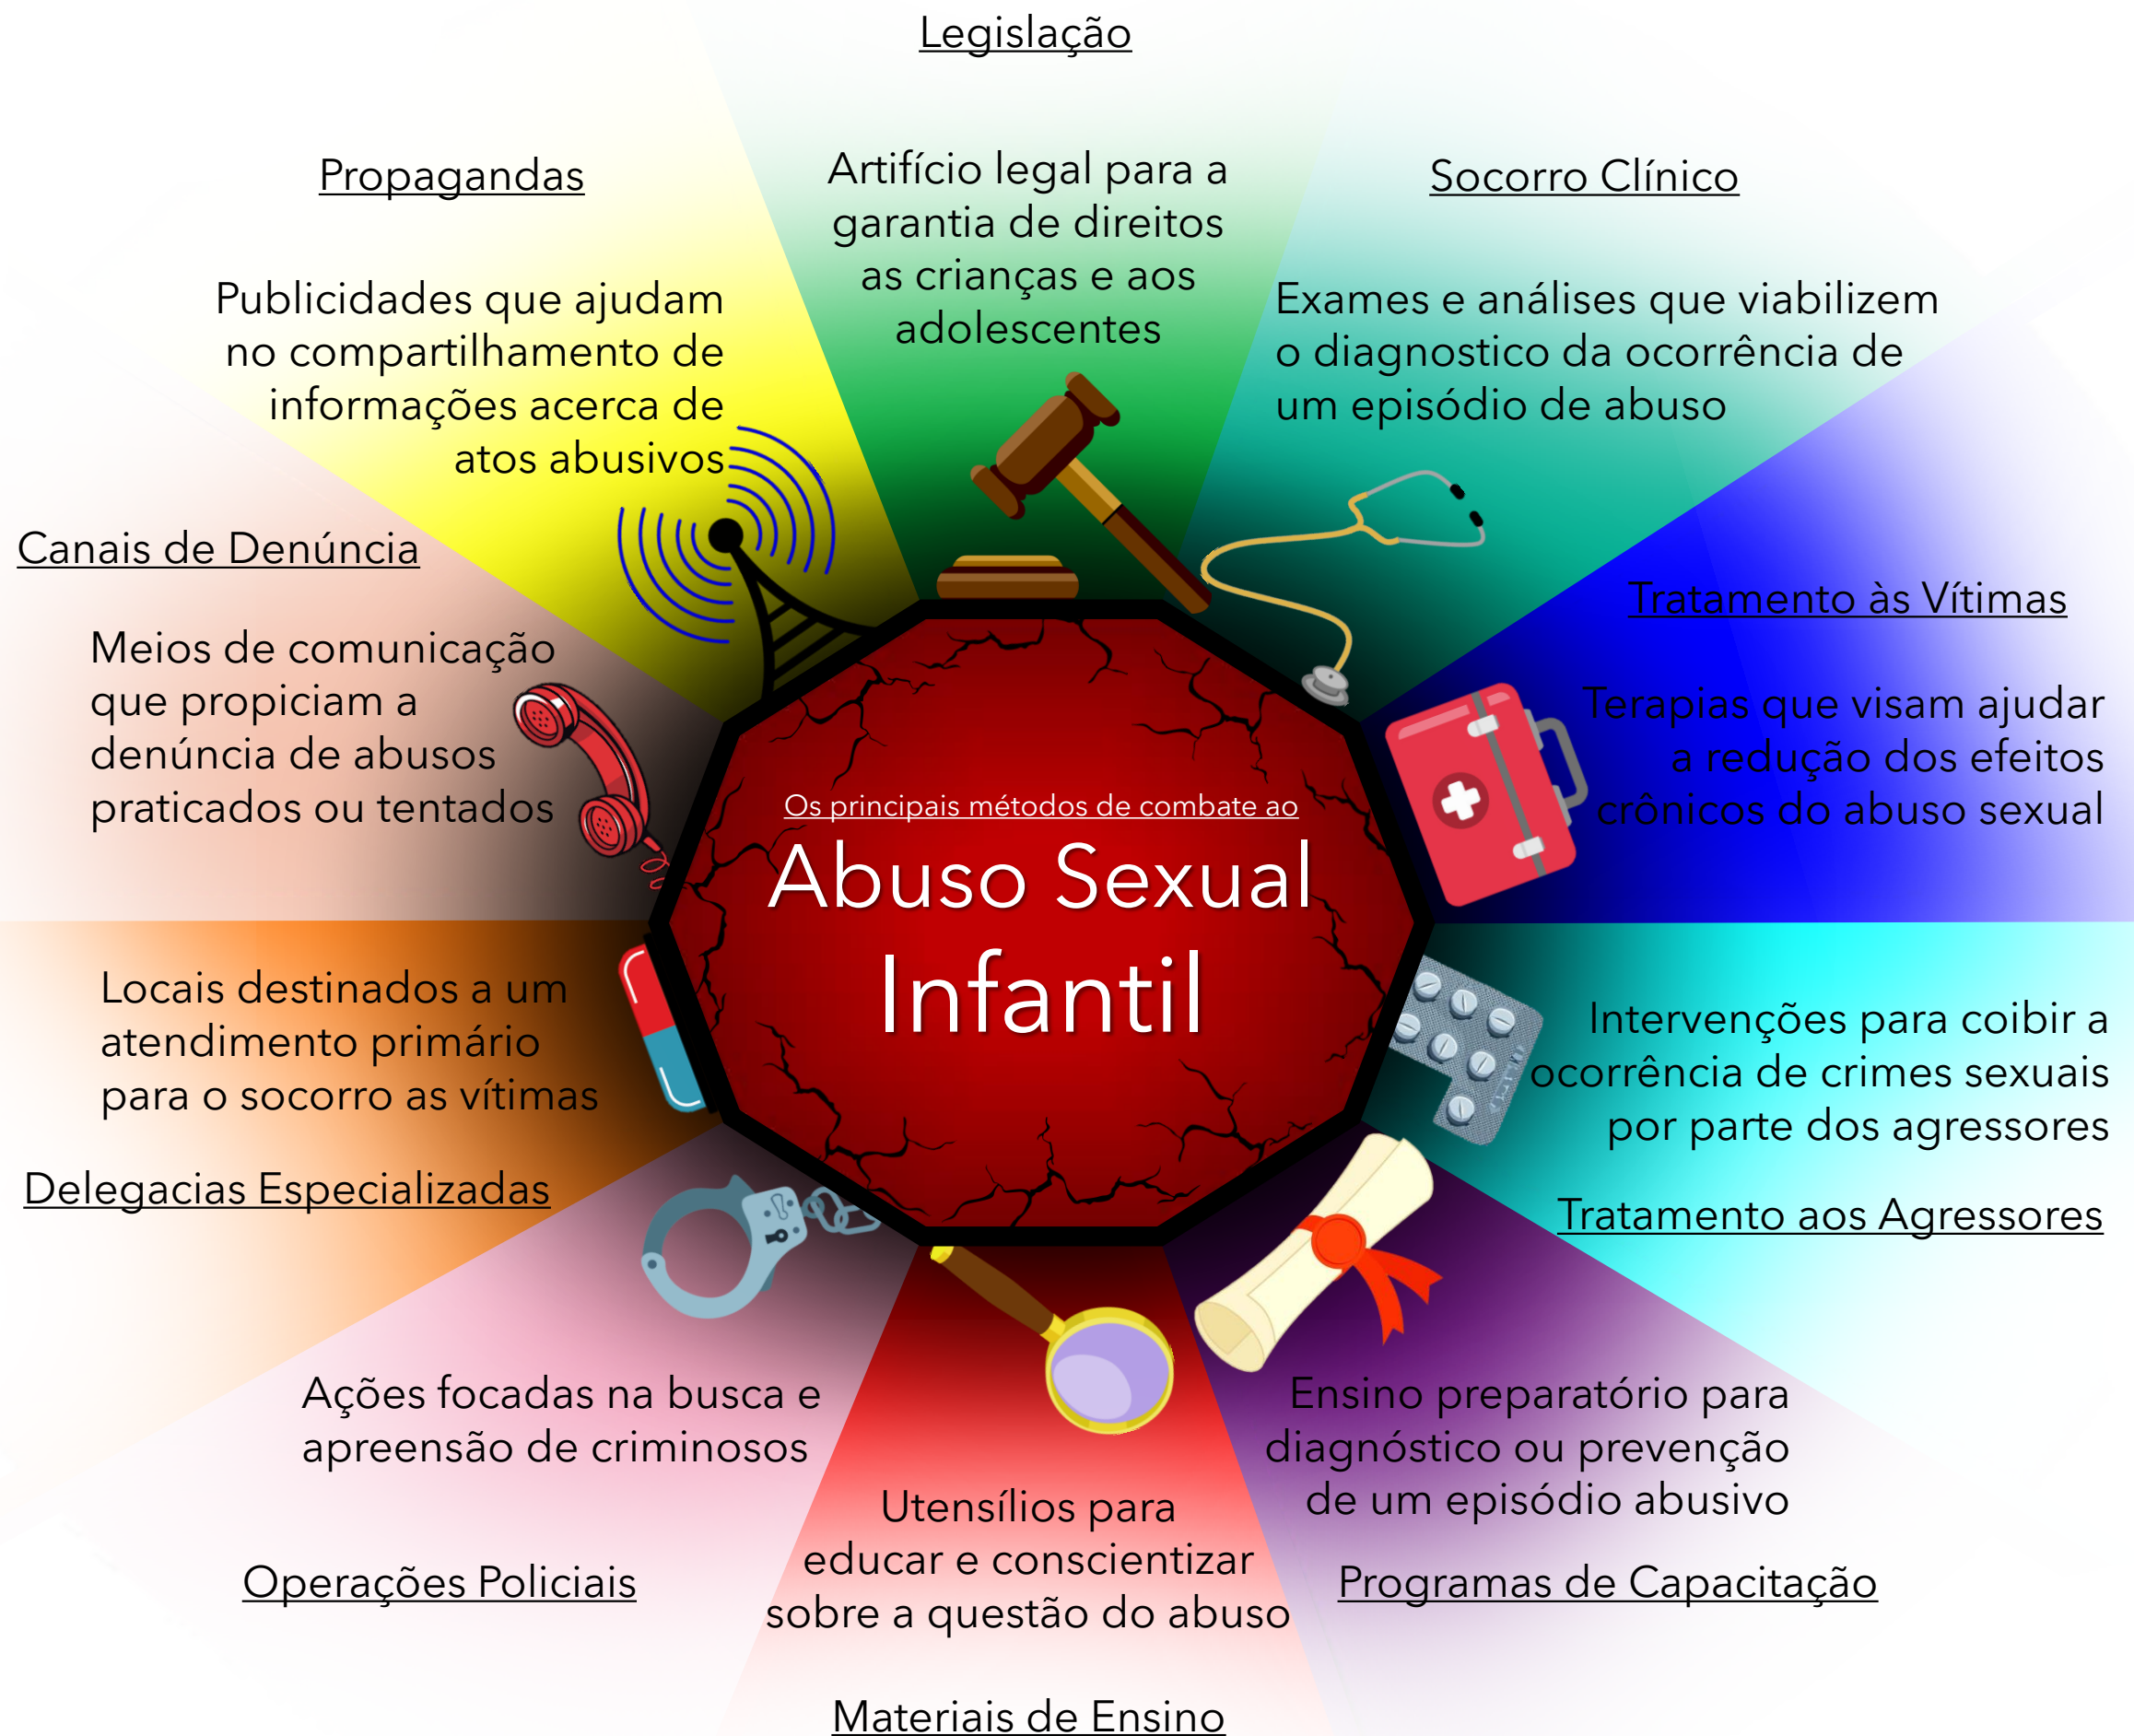 Legislação
Artifício legal para a
garantia de direitos
as crianças e aos
adolescentes
Propagandas
Publicidades que ajudam
no compartilhamento de
informações acerca de
atos abusivos
Socorro Clínico
Exames e análises que viabilizem
o diagnostico da ocorrência de
um episódio de abuso
Canais de Denúncia
Meios de comunicação
que propiciam a
denúncia de abusos
praticados ou tentados
Tratamento às Vítimas
Terapias que visam ajudar
a redução dos efeitos
crônicos do abuso sexual
Os principais métodos de combate ao
Abuso Sexual
Infantil
Locais destinados a um
atendimento primário
para o socorro as vítimas
Delegacias Especializadas
Intervenções para coibir a
ocorrência de crimes sexuais
por parte dos agressores
Tratamento aos Agressores
Ações focadas na busca e
apreensão de criminosos
Operações Policiais
Utensílios para
educar e conscientizar
sobre a questão do abuso
Materiais de Ensino
Ensino preparatório para
diagnóstico ou prevenção
de um episódio abusivo
Programas de Capacitação